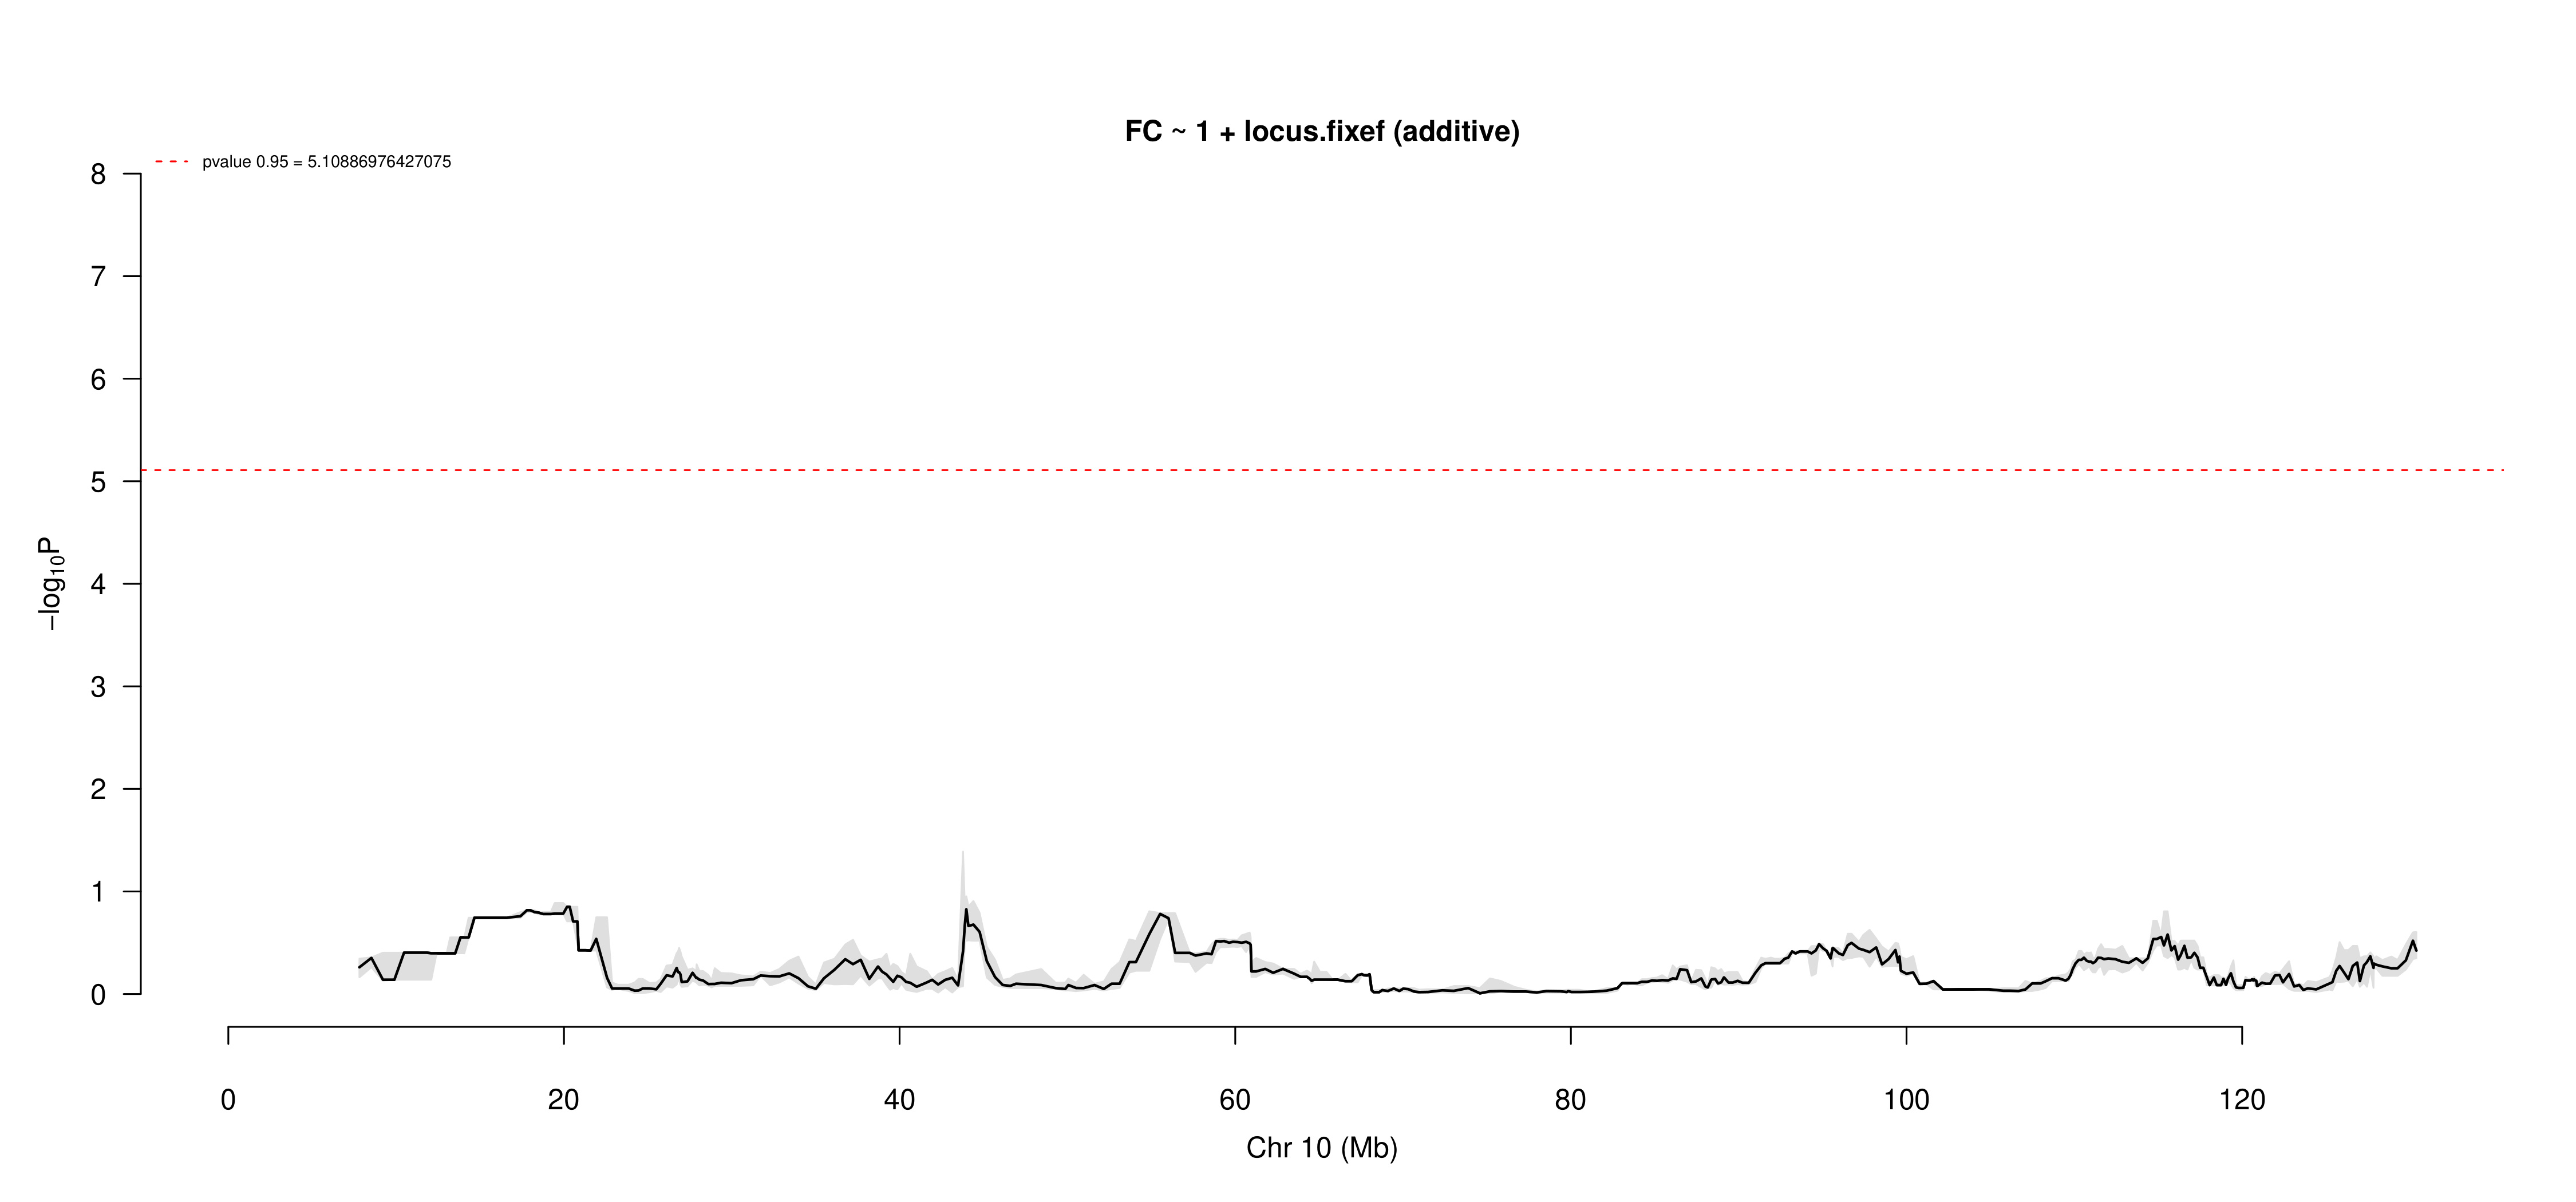 FC ~ 1 + locus.fixef (additive)
pvalue 0.95 = 5.10886976427075
8
7
6
5
4
3
2
1
0
−log10P
0 20 40 60 80 100 120
Chr 10 (Mb)